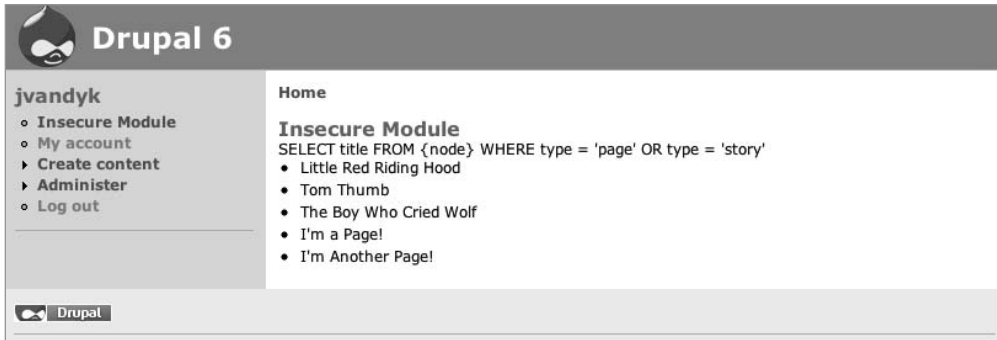 Drupal 6
jvandyk
Insecure Module
My account
Create content
Administer
Log out
Home
Insecure Module
SELECT title FROM {node} WHERE type = 'page' OR type = 'story'
Little Red Riding Hood
Tom Thumb
The Boy Who Cried Wolf
I'm a Page!
I'm Another Page!
Drupal